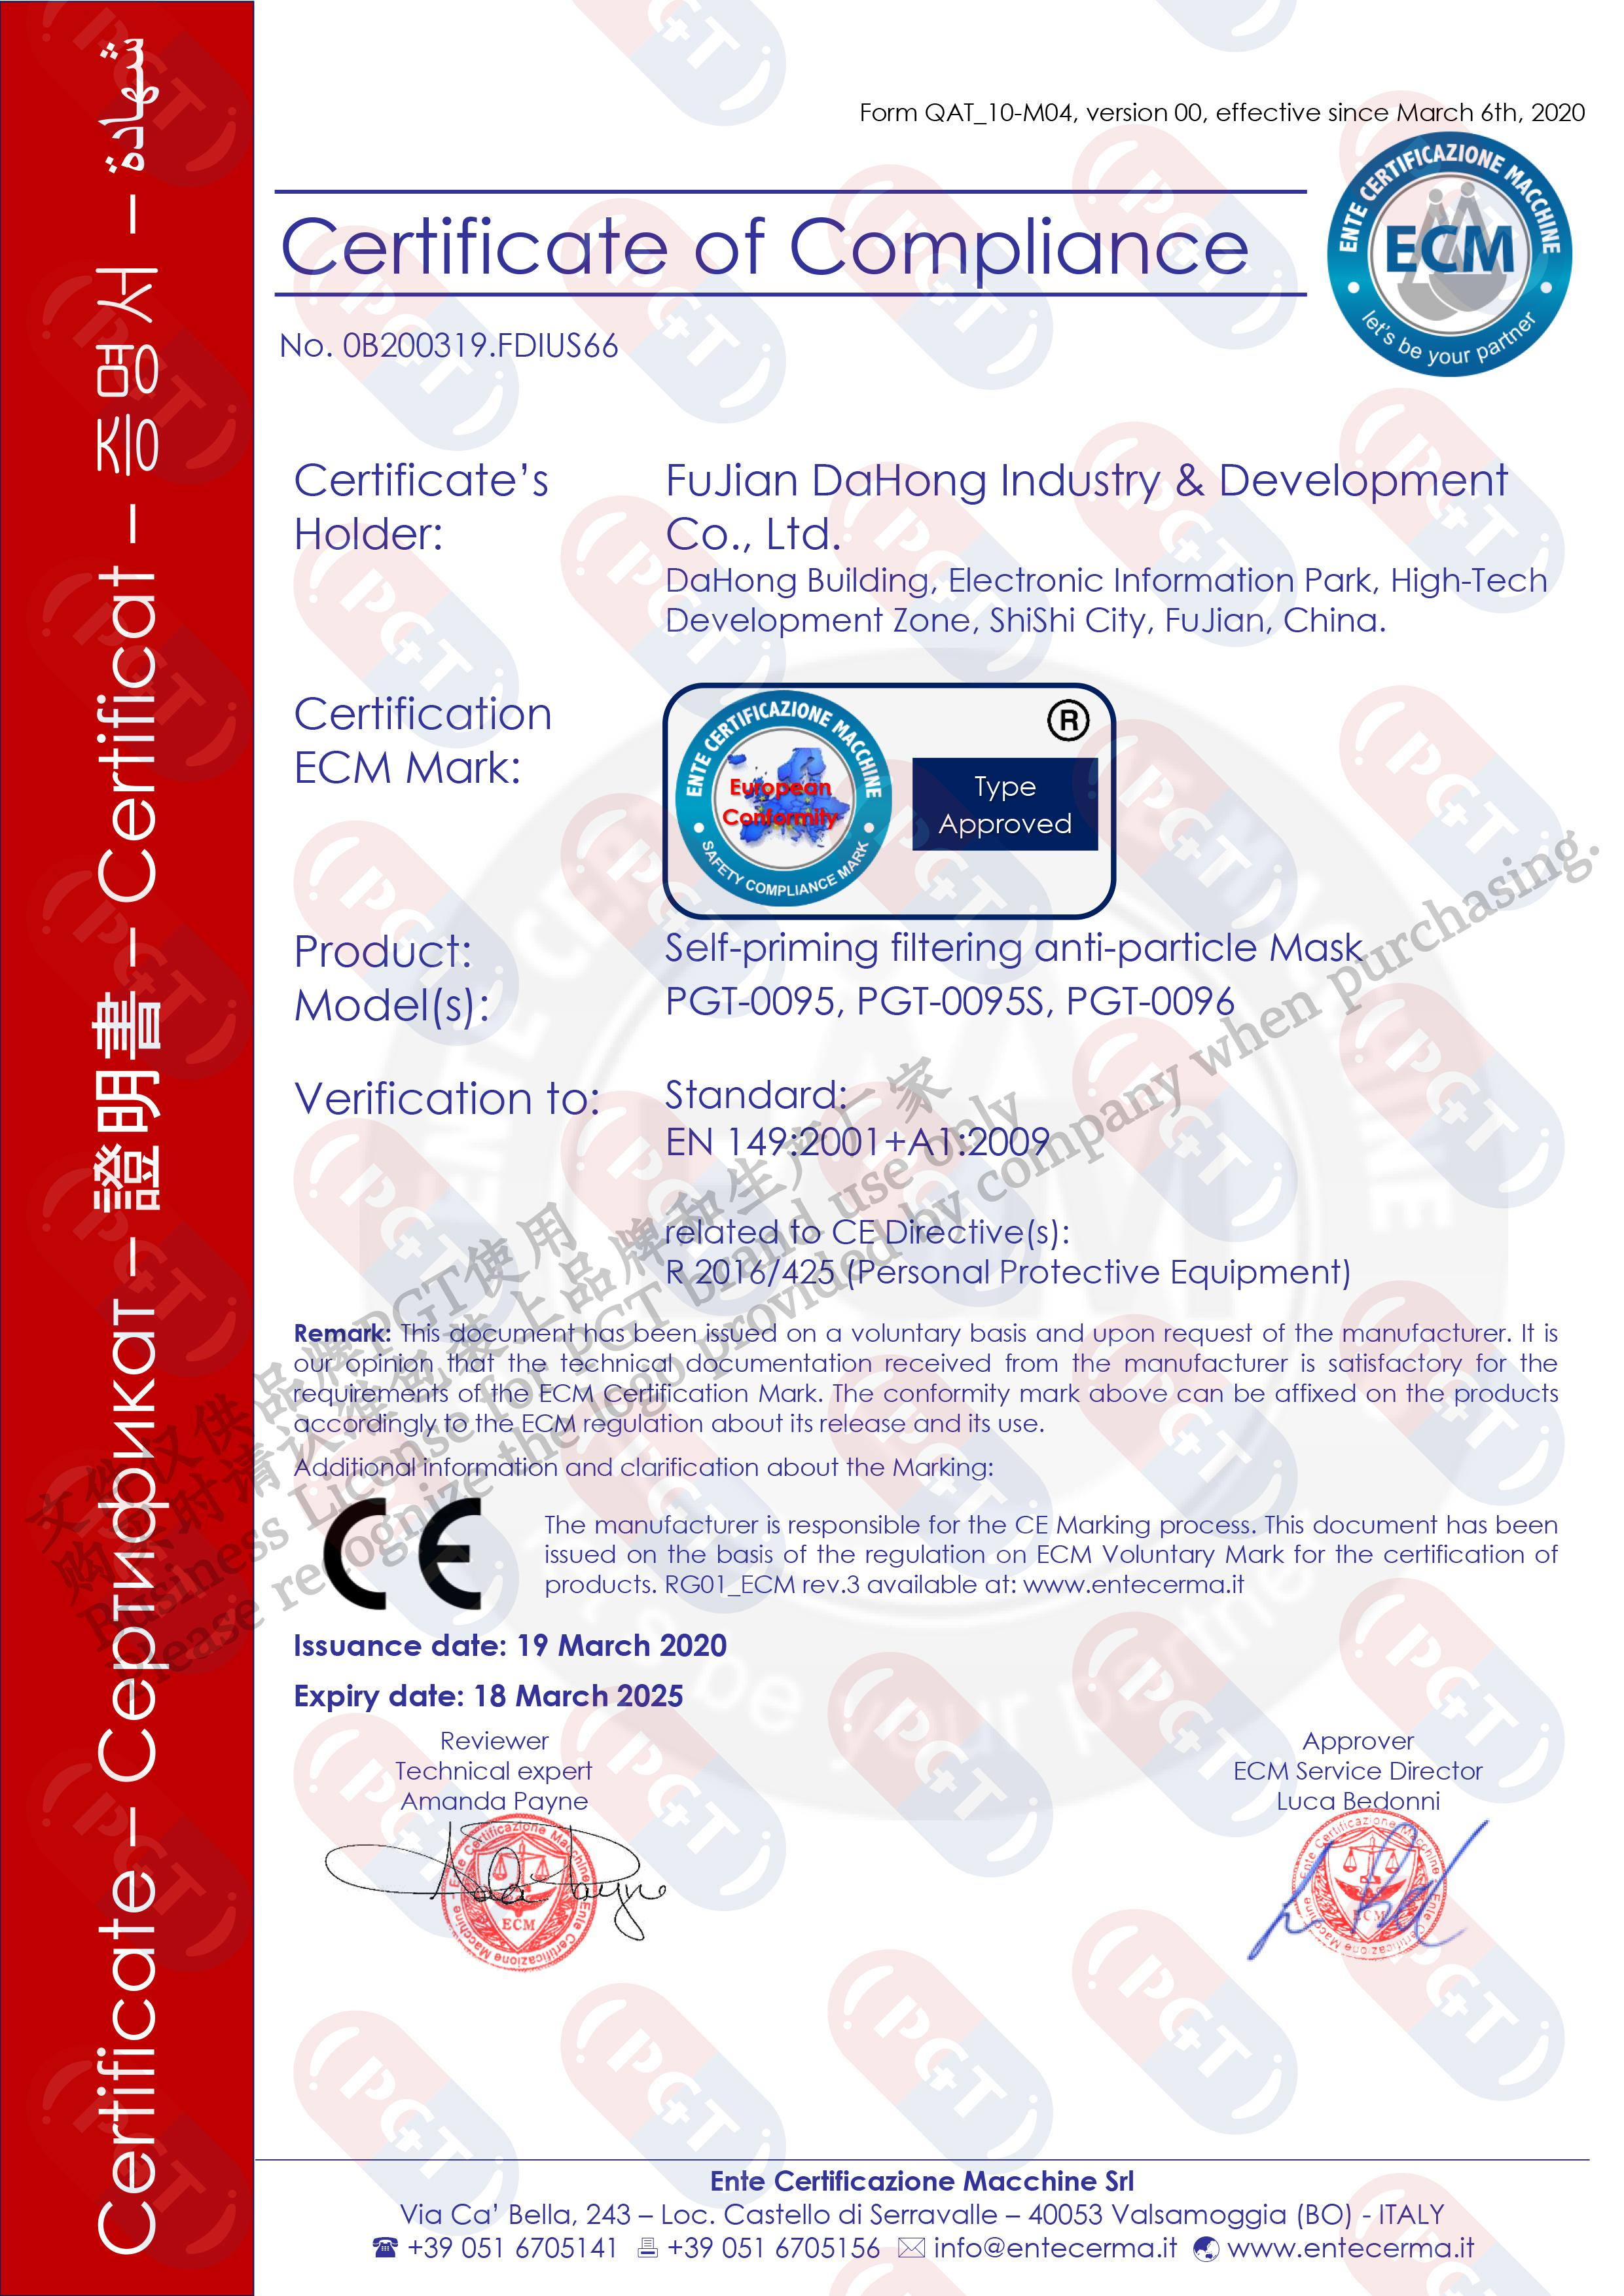 Form QAT_10-M04, version 00, effective since March 6th, 2020
ENTE CERTIFICAZIONE MACCHINE
ECM
let's be your partner
Certificate of Compliance
No. 0B200319.FDIUS66
Certificate – Сертификат – 證明書 – Certificat – 증명서 – شهادة
Certificate's
Holder:
FuJian DaHong Industry & Development
Co., Ltd.
DaHong Building, Electronic Information Park, High-Tech
Development Zone, ShiShi City, FuJian, China.
Certification
ECM Mark:
ENTE CERTIFICAZIONE MACCHINE
European
Conformity
SAFETY COMPLIANCE MARK
®
Type
Approved
Product:
Self-priming filtering anti-particle Mask
Model(s):
PGT-0095, PGT-0095S, PGT-0096
Verification to:
Standard:
EN 149:2001+A1:2009
related to CE Directive(s):
R 2016/425 (Personal Protective Equipment)
Remark: This document has been issued on a voluntary basis and upon request of the manufacturer. It is
our opinion that the technical documentation received from the manufacturer is satisfactory for the
requirements of the ECM Certification Mark. The conformity mark above can be affixed on the products
accordingly to the ECM regulation about its release and its use.
Additional information and clarification about the Marking:
CE
The manufacturer is responsible for the CE Marking process. This document has been
issued on the basis of the regulation on ECM Voluntary Mark for the certification of
products. RG01_ECM rev.3 available at: www.entecerma.it
Issuance date: 19 March 2020
Expiry date: 18 March 2025
Reviewer
Technical expert
Amanda Payne
Approver
ECM Service Director
Luca Bedonni
Ente Certificazione Macchine
ECM
Ente Certificazione Macchine
ECM
文件仅供品牌PGT使用
购买时请认准包装上品牌和生产厂家
Business License for PGT brand use only
Please recognize the logo provided by company when purchasing.
PGT
Ente Certificazione Macchine Srl
Via Ca' Bella, 243 – Loc. Castello di Serravalle – 40053 Valsamoggia (BO) - ITALY
+39 051 6705141 +39 051 6705156 info@entecerma.it www.entecerma.it